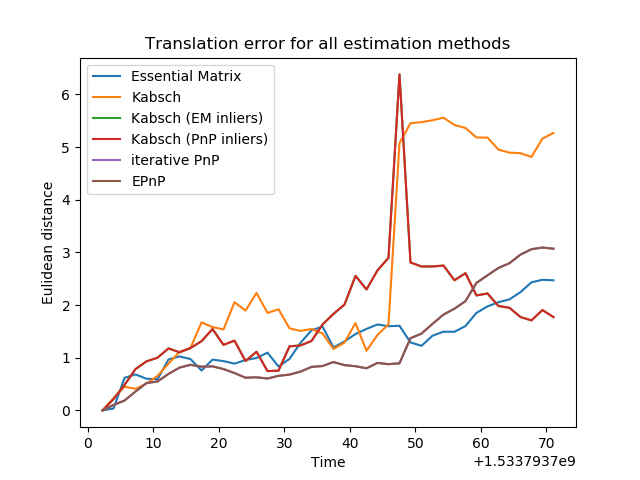 Translation error for all estimation methods
Essential Matrix
Kabsch
Kabsch (EM inliers)
Kabsch (PnP inliers)
iterative PnP
EPnP
Eulidean distance
6
5
4
3
2
1
0
0 10 20 30 40 50 60 70
Time
+1.5337937e9